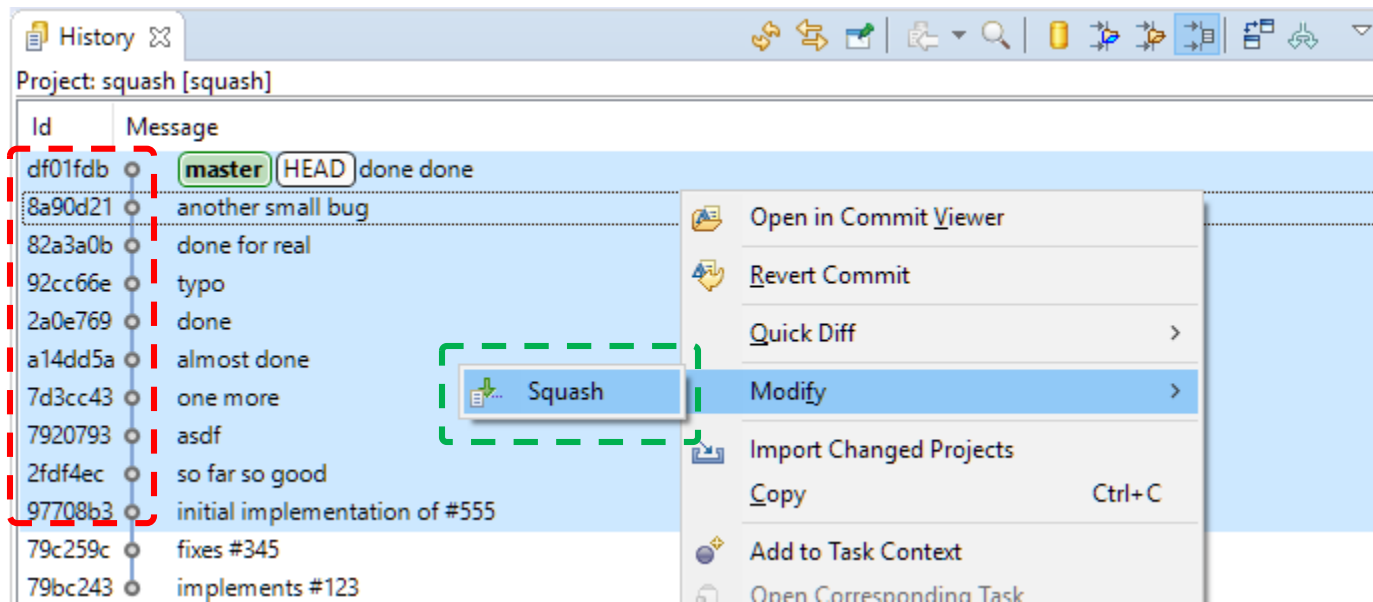 History
Project: squash [squash]
Id Message
df01fdb master HEAD done done
8a90d21 another small bug
82a3a0b done for real
92cc66e typo
2a0e769 done
a14dd5a almost done
7d3cc43 one more
7920793 asdf
2fdf4ec so far so good
97708b3 initial implementation of #555
79c259c fixes #345
79bc243 implements #123
Open in Commit Viewer
Revert Commit
Quick Diff
Squash
Modify
Import Changed Projects
Copy Ctrl+C
Add to Task Context
Open Corresponding Task